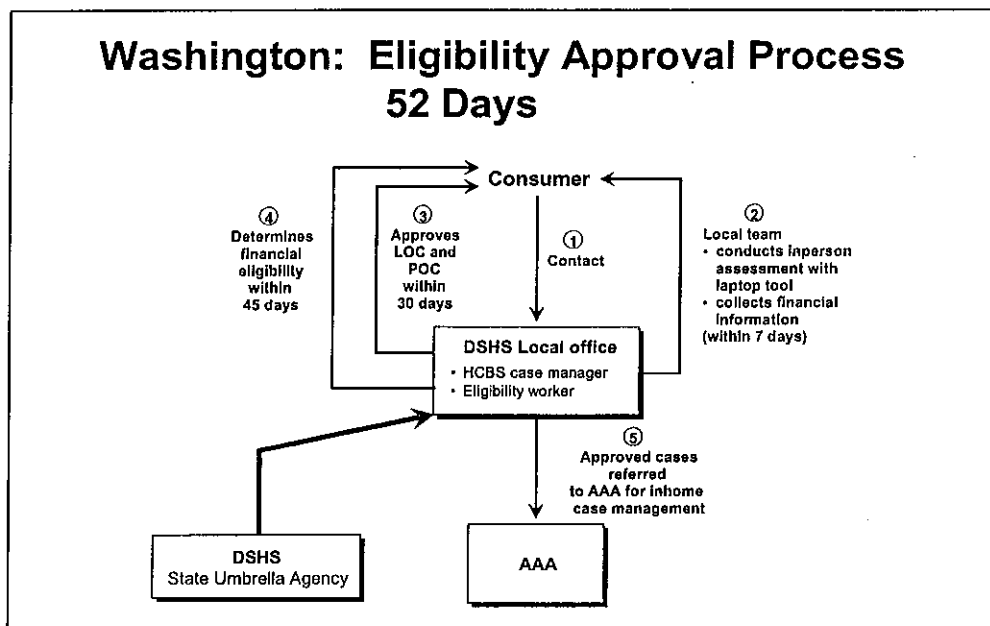 Washington: Eligibility Approval Process
52 Days
Consumer
④
Determines
financial
eligibility
within
45 days
③
Approves
LOC and
POC
within
30 days
①
Contact
②
Local team
• conducts inperson
assessment with
laptop tool
• collects financial
information
(within 7 days)
DSHS Local office
• HCBS case manager
• Eligibility worker
⑤
Approved cases
referred
to AAA for inhome
case management
DSHS
State Umbrella Agency
AAA